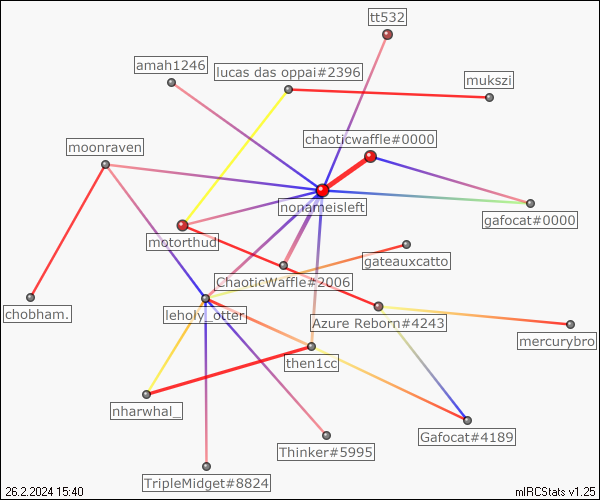 tt532
amah1246
lucas das oppai#2396
mukszi
chaoticwaffle#0000
moonraven
nonameisleft
gafocat#0000
motorthud
gateauxcatto
ChaoticWaffle#2006
chobham.
leholy_otter
Azure Reborn#4243
mercurybro
then1cc
nharwhal_
Gafocat#4189
Thinker#5995
TripleMidget#8824
26.2.2024 15:40
mIRCStats v1.25